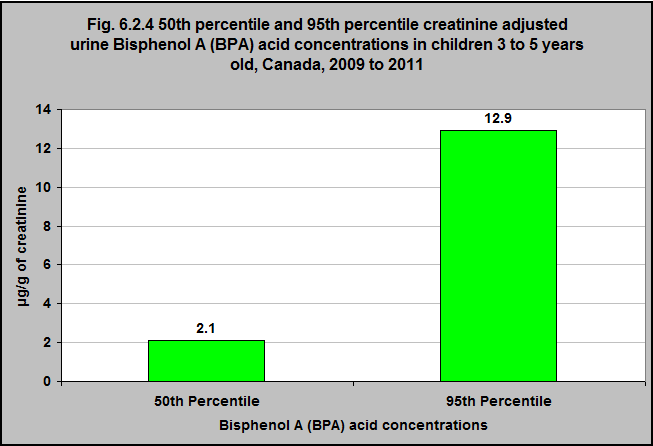 Fig. 6.2.4 50th percentile and 95th percentile creatinine adjusted
urine Bisphenol A (BPA) acid concentrations in children 3 to 5 years
old, Canada, 2009 to 2011
14
12
10
8
6
4
2
0
µg/g of creatinine
2.1
12.9
50th Percentile
95th Percentile
Bisphenol A (BPA) acid concentrations